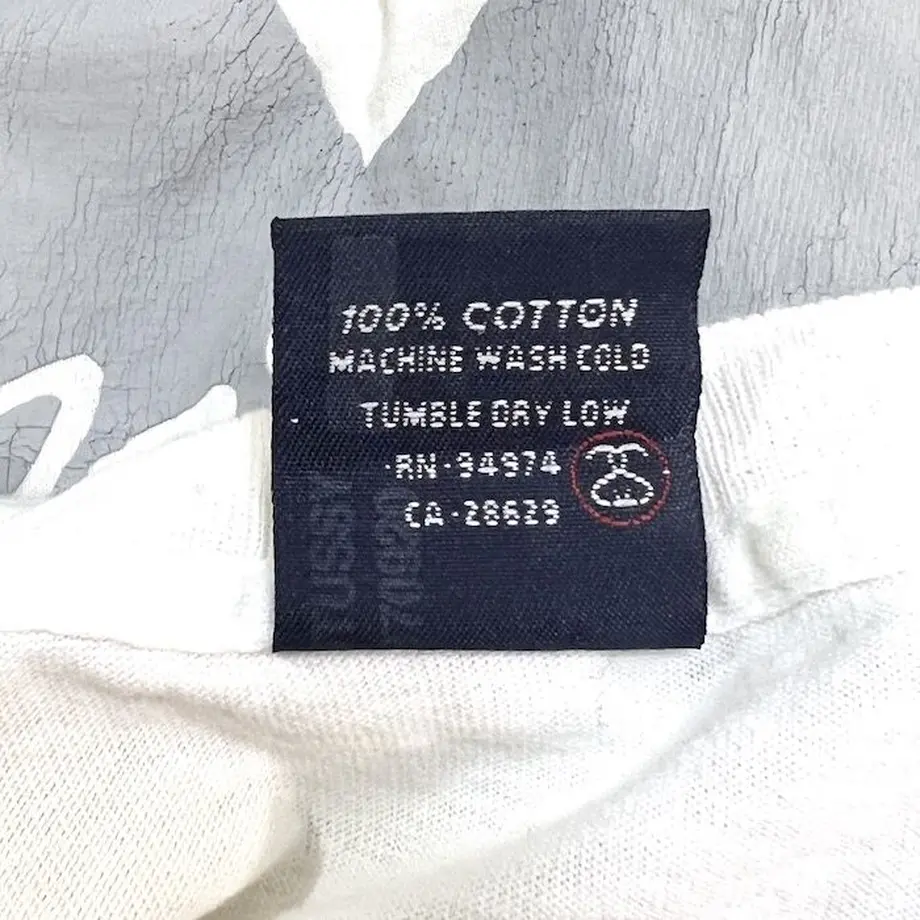 100% COTTON
MACHINE WASH COLD
TUMBLE DRY LOW
·RN·94974
CA·28629